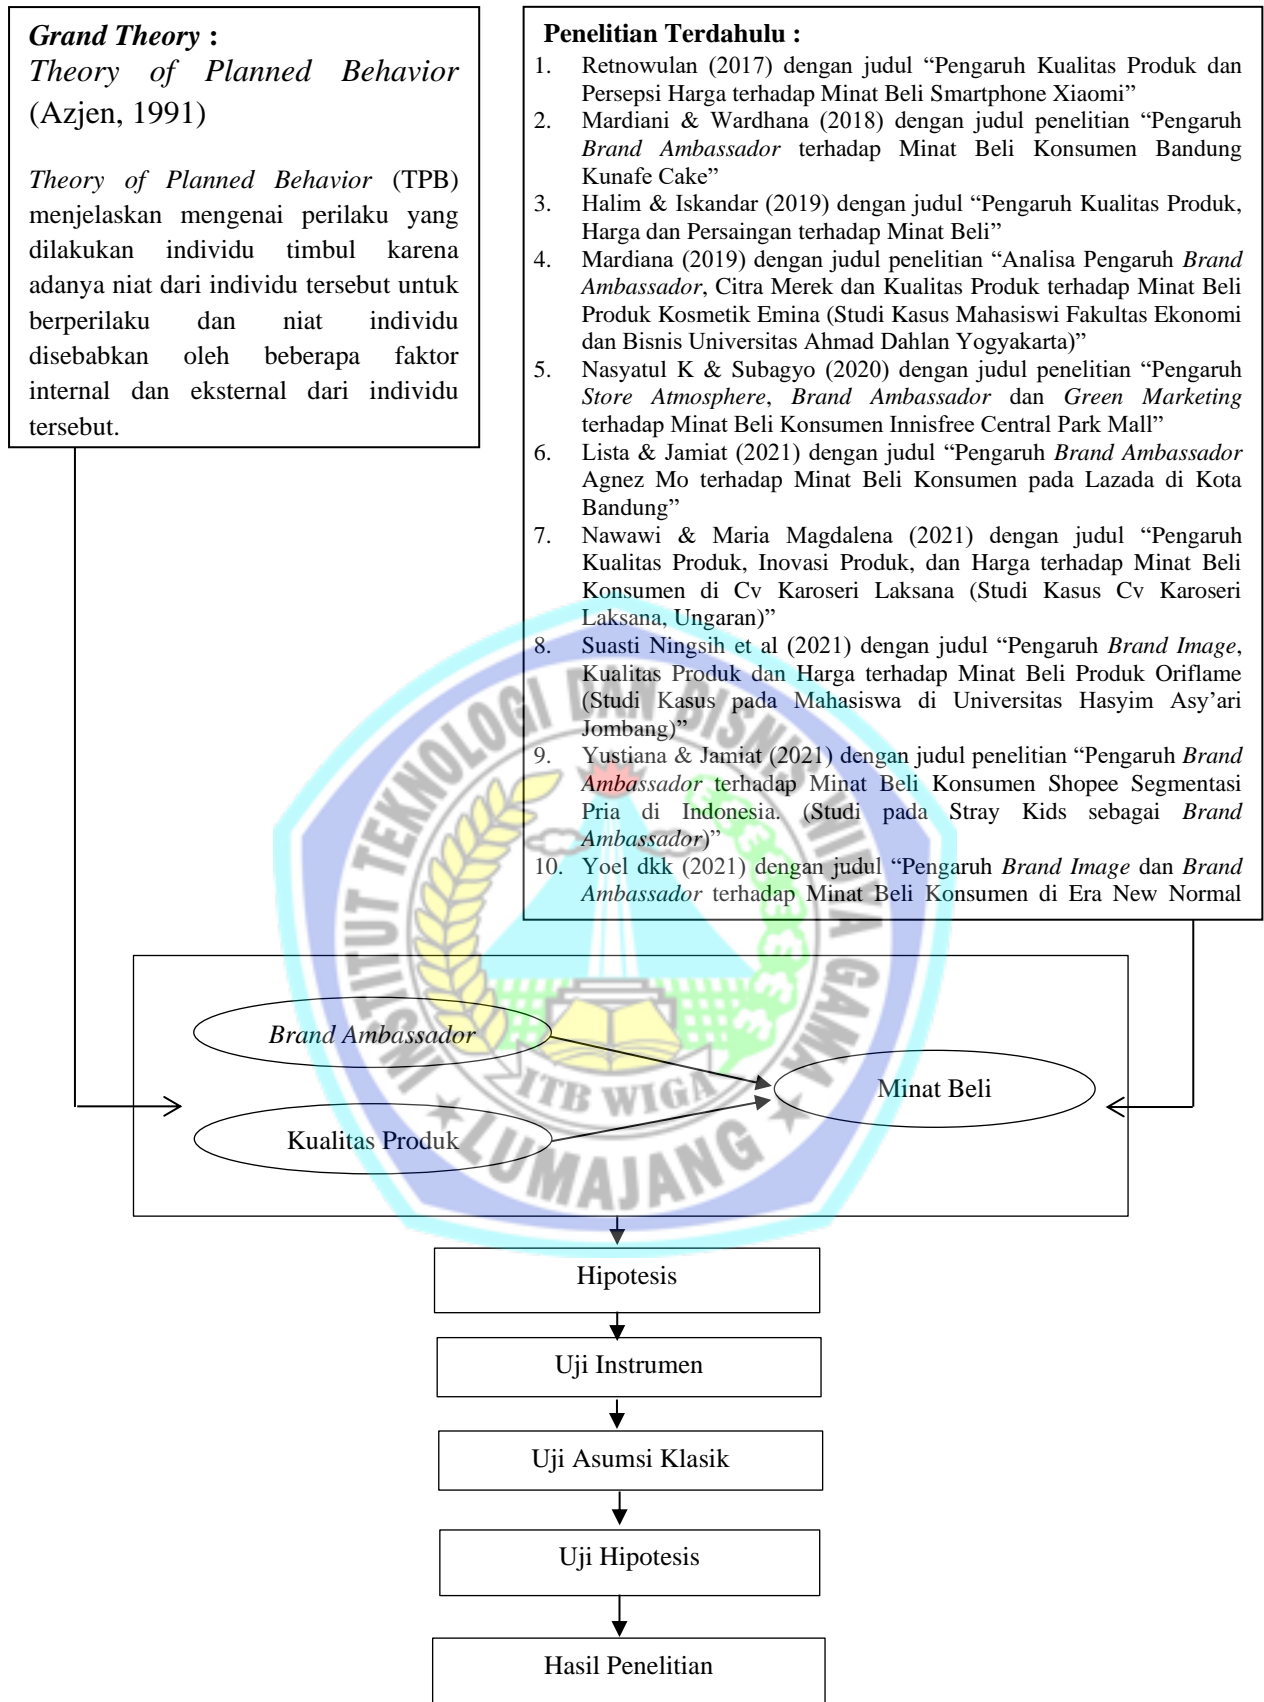 Grand Theory :
Theory of Planned Behavior
(Azjen, 1991)
Theory of Planned Behavior (TPB)
menjelaskan mengenai perilaku yang
dilakukan individu timbul karena
adanya niat dari individu tersebut untuk
berperilaku dan niat individu
disebabkan oleh beberapa faktor
internal dan eksternal dari individu
tersebut.
Penelitian Terdahulu :
1. Retnowulan (2017) dengan judul “Pengaruh Kualitas Produk dan
Persepsi Harga terhadap Minat Beli Smartphone Xiaomi”
2. Mardiani & Wardhana (2018) dengan judul penelitian “Pengaruh
Brand Ambassador terhadap Minat Beli Konsumen Bandung
Kunafe Cake”
3. Halim & Iskandar (2019) dengan judul “Pengaruh Kualitas Produk,
Harga dan Persaingan terhadap Minat Beli”
4. Mardiana (2019) dengan judul penelitian “Analisa Pengaruh Brand
Ambassador, Citra Merek dan Kualitas Produk terhadap Minat Beli
Produk Kosmetik Emina (Studi Kasus Mahasiswi Fakultas Ekonomi
dan Bisnis Universitas Ahmad Dahlan Yogyakarta)”
5. Nasyatul K & Subagyo (2020) dengan judul penelitian “Pengaruh
Store Atmosphere, Brand Ambassador dan Green Marketing
terhadap Minat Beli Konsumen Innisfree Central Park Mall”
6. Lista & Jamiat (2021) dengan judul “Pengaruh Brand Ambassador
Agnez Mo terhadap Minat Beli Konsumen pada Lazada di Kota
Bandung”
7. Nawawi & Maria Magdalena (2021) dengan judul “Pengaruh
Kualitas Produk, Inovasi Produk, dan Harga terhadap Minat Beli
Konsumen di Cv Karoseri Laksana (Studi Kasus Cv Karoseri
Laksana, Ungaran)”
8. Suasti Ningsih et al (2021) dengan judul “Pengaruh Brand Image,
Kualitas Produk dan Harga terhadap Minat Beli Produk Oriflame
(Studi Kasus pada Mahasiswa di Universitas Hasyim Asy’ari
Jombang)”
9. Yustiana & Jamiat (2021) dengan judul penelitian “Pengaruh Brand
Ambassador terhadap Minat Beli Konsumen Shopee Segmentasi
Pria di Indonesia. (Studi pada Stray Kids sebagai Brand
Ambassador)”
10. Yoel dkk (2021) dengan judul “Pengaruh Brand Image dan Brand
Ambassador terhadap Minat Beli Konsumen di Era New Normal
INSTITUT TEKNOLOGI DAN BISNIS WIDYA GAMA
ITB WIGA
LUMAJANG
Brand Ambassador
Minat Beli
Kualitas Produk
Hipotesis
Uji Instrumen
Uji Asumsi Klasik
Uji Hipotesis
Hasil Penelitian